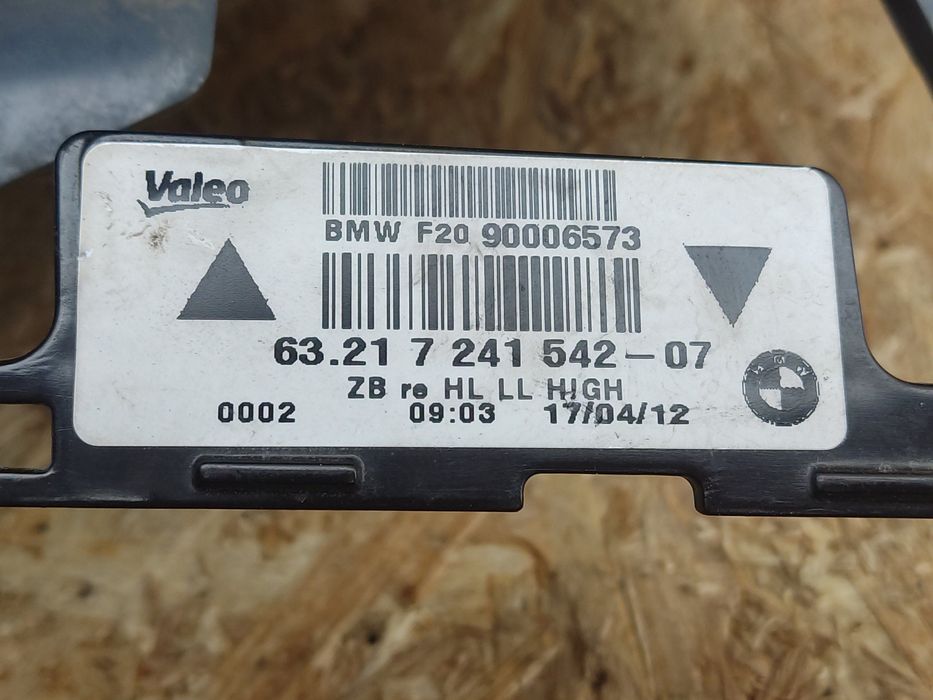 Valeo
BMW F20 90006573
63.21 7 241 542-07
ZB re HL LL HIGH
0002 09:03 17/04/12
BMW